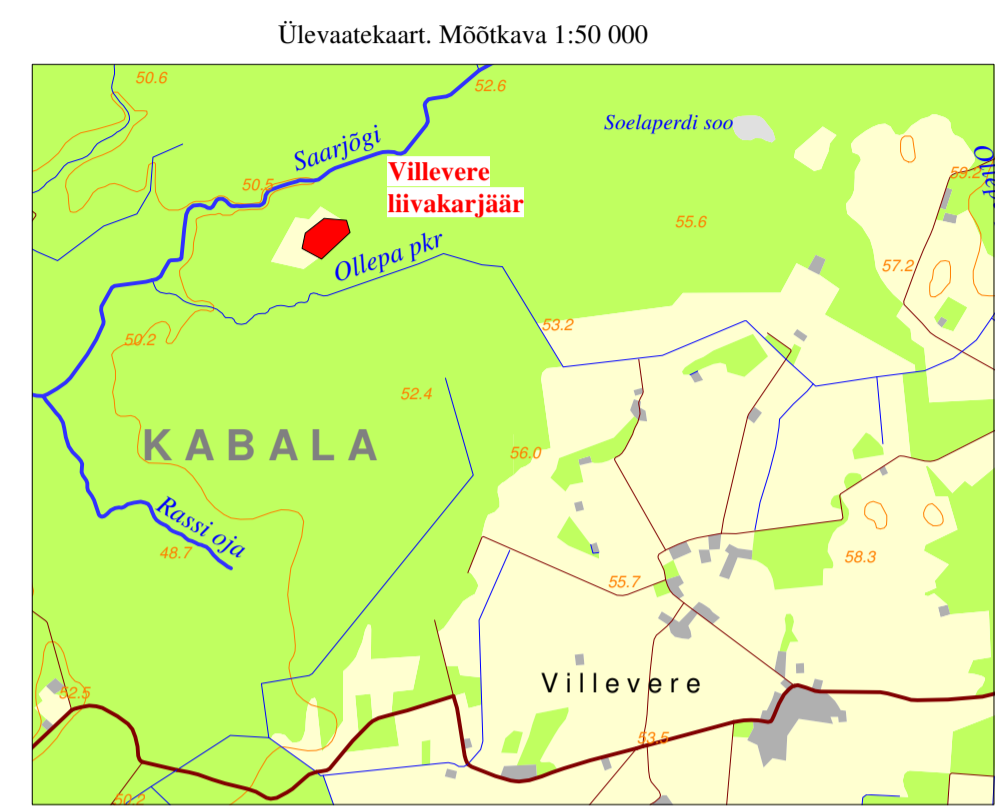 Ülevaatekaart. Mõõtkava 1:50 000
50.6
52.6
Soelaperdi soo
Saarjõgi
Villevere
liivakarjäär
50.5
59.2
55.6
Ollepa pkr
57.2
53.2
50.2
52.4
KABALA
56.0
Rassi oja
48.7
58.3
55.7
Villevere
52.5
53.5
50.2